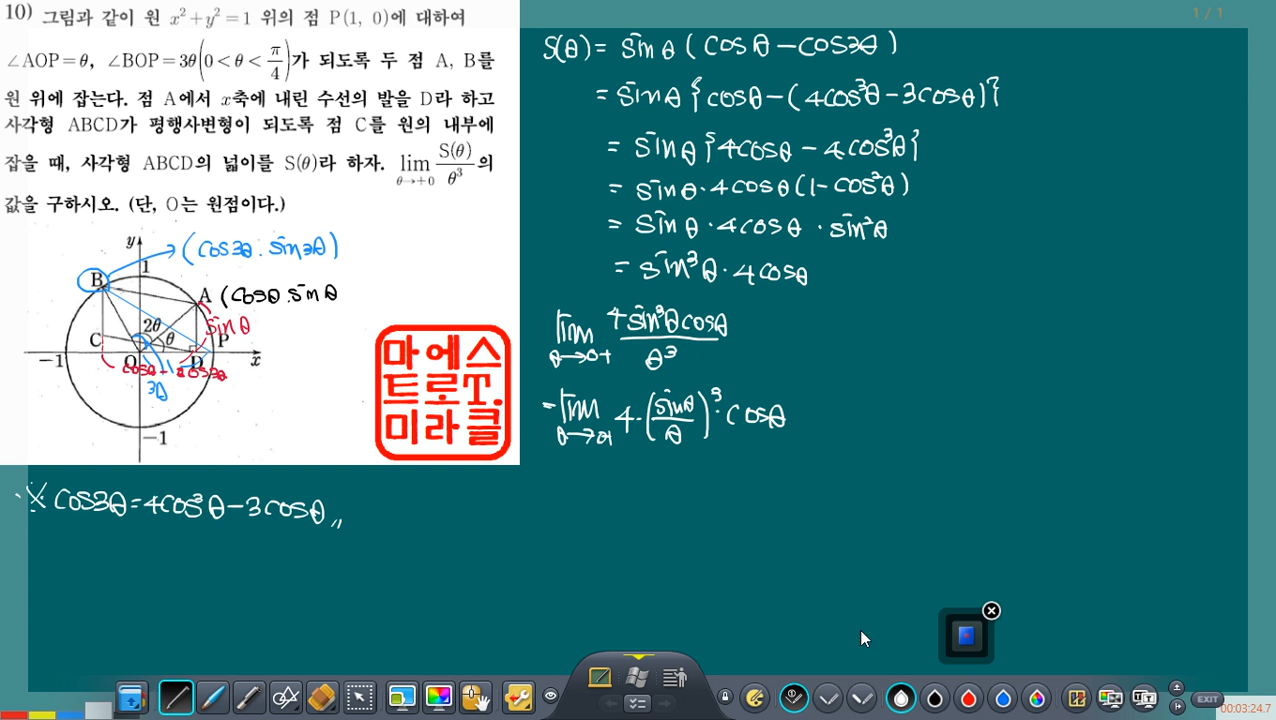 10) 그림과 같이 원 x²+y²=1 위의 점 P(1, 0)에 대하여
∠AOP=θ, ∠BOP=3θ(0<θ<π/4)가 되도록 두 점 A, B를
원 위에 잡는다. 점 A에서 x축에 내린 수선의 발을 D라 하고
사각형 ABCD가 평행사변형이 되도록 점 C를 원의 내부에
잡을 때, 사각형 ABCD의 넓이를 S(θ)라 하자. lim θ→+0 S(θ)/θ³의
값을 구하시오. (단, O는 원점이다.)
y
(cos3θ. sin3θ)
1
B
A (cosθ.sinθ
2θ
sinθ
C
θ
P
-1
O
D
x
cosθ - cos3θ
3θ
-1
마에스
트로T.
미라클
※ cos3θ=4cos³θ-3cosθ〃
1 / 1
S(θ)= sinθ(cosθ-cos3θ)
= sinθ{cosθ-(4cos³θ-3cosθ)}
= sinθ{4cosθ-4cos³θ}
= sinθ·4cosθ(1-cos²θ)
= sinθ·4cosθ·sin²θ
= sin³θ·4cosθ
lim θ→0+ 4sin³θcosθ/θ³
=lim θ→0+ 4·(sinθ/θ)³·cosθ
EXIT
00:03:24.7